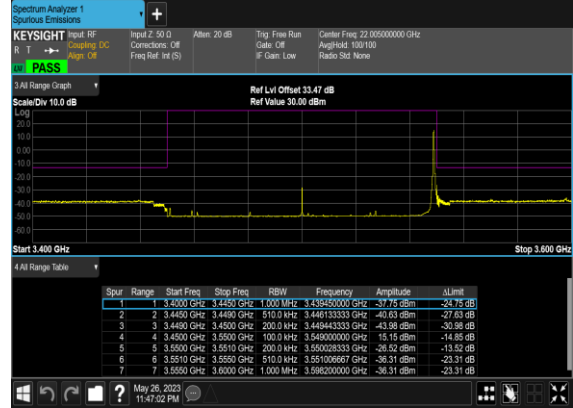 Spectrum Analyzer 1
Spurious Emissions
+
KEYSIGHT Input: RF Input Z: 50 Ω Atten: 20 dB Trig: Free Run Center Freq: 22.005000000 GHz
R T Coupling: DC Corrections: Off Gate: Off Avg|Hold: 100/100
Align: Off Freq Ref: Int (S) IF Gain: Low Radio Std: None
PASS
3 All Range Graph
Ref Lvl Offset 33.47 dB
Scale/Div 10.0 dB Ref Value 30.00 dBm
Log
20.0
10.0
0.00
-10.0
-20.0
-30.0
-40.0
-50.0
-60.0
Start 3.400 GHz Stop 3.600 GHz
4 All Range Table
Spur Range Start Freq Stop Freq RBW Frequency Amplitude ΔLimit
1 1 3.4000 GHz 3.4450 GHz 1.000 MHz 3.439450000 GHz -37.75 dBm -24.75 dB
2 2 3.4450 GHz 3.4490 GHz 510.0 kHz 3.446133333 GHz -40.63 dBm -27.63 dB
3 3 3.4490 GHz 3.4500 GHz 200.0 kHz 3.449443333 GHz -43.98 dBm -30.98 dB
4 4 3.4500 GHz 3.5500 GHz 100.0 kHz 3.549000000 GHz 15.15 dBm -14.85 dB
5 5 3.5500 GHz 3.5510 GHz 200.0 kHz 3.550028333 GHz -26.52 dBm -13.52 dB
6 6 3.5510 GHz 3.5550 GHz 510.0 kHz 3.551006667 GHz -36.31 dBm -23.31 dB
7 7 3.5550 GHz 3.6000 GHz 1.000 MHz 3.598200000 GHz -36.31 dBm -23.31 dB
? May 26, 2023
11:47:02 PM